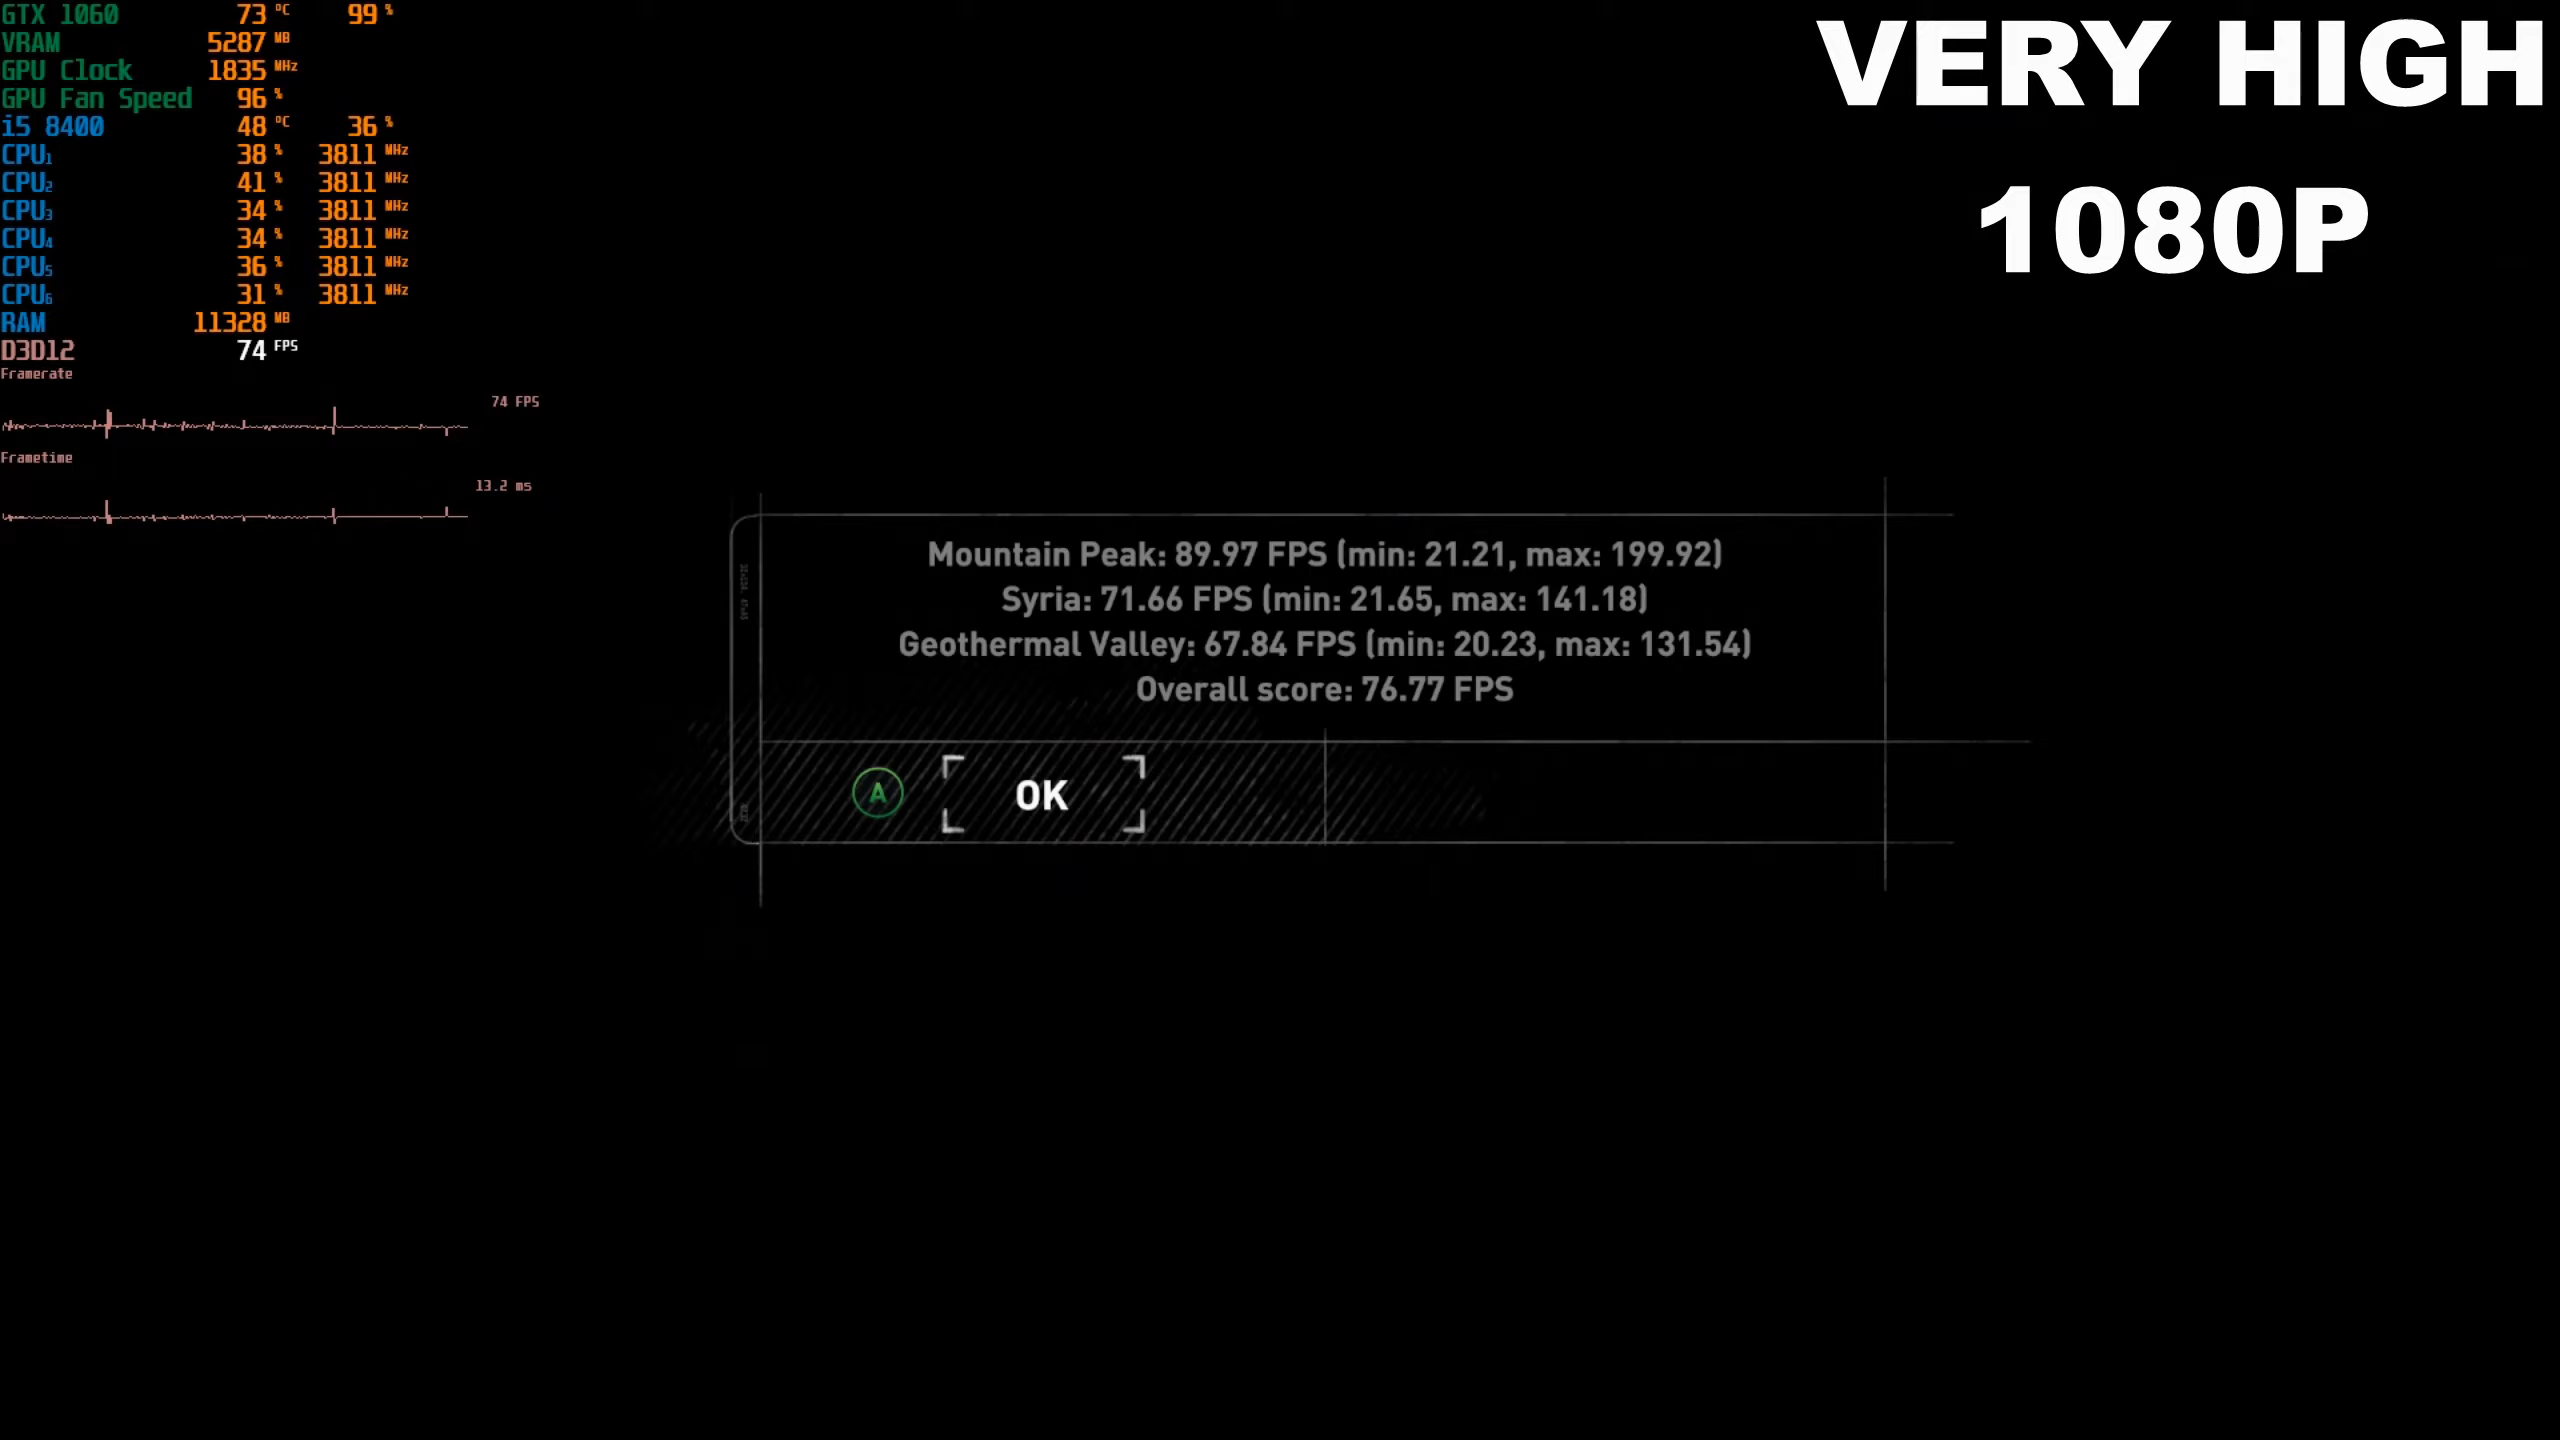 GTX 1060 73 °C 99 %
VRAM 5287 MB
GPU Clock 1835 MHz
GPU Fan Speed 96 %
i5 8400 48 °C 36 %
CPU1 38 % 3811 MHz
CPU2 41 % 3811 MHz
CPU3 34 % 3811 MHz
CPU4 34 % 3811 MHz
CPU5 36 % 3811 MHz
CPU6 31 % 3811 MHz
RAM 11328 MB
D3D12 74 FPS
Framerate
74 FPS
Frametime
13.2 ms
VERY HIGH
1080P
Mountain Peak: 89.97 FPS (min: 21.21, max: 199.92)
Syria: 71.66 FPS (min: 21.65, max: 141.18)
Geothermal Valley: 67.84 FPS (min: 20.23, max: 131.54)
Overall score: 76.77 FPS
A OK